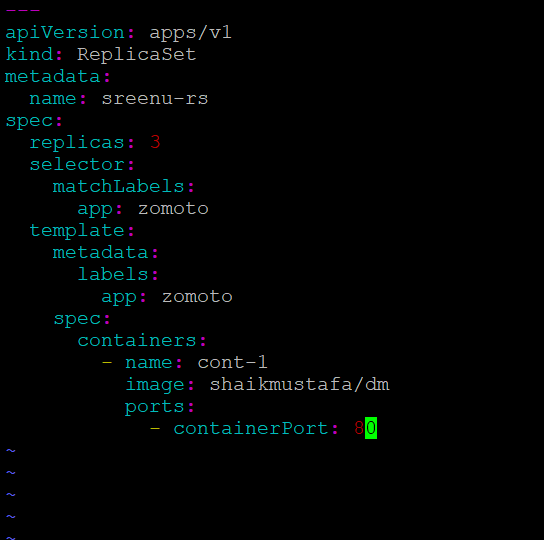 ---
apiVersion: apps/v1
kind: ReplicaSet
metadata:
  name: sreenu-rs
spec:
  replicas: 3
  selector:
    matchLabels:
      app: zomoto
  template:
    metadata:
      labels:
        app: zomoto
    spec:
      containers:
        - name: cont-1
          image: shaikmustafa/dm
          ports:
            - containerPort: 80
~
~
~
~
~